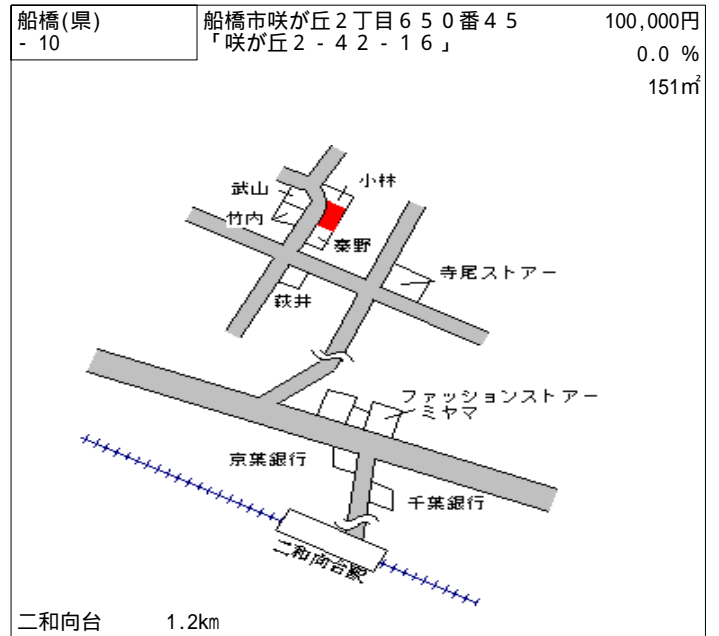 船橋(県)
- 10
船橋市咲が丘2丁目650番45
「咲が丘2-42-16」
100,000円
0.0 %
151㎡
小林
武山
竹内
秦野
寺尾ストアー
萩井
ファッションストアー
ミヤマ
京葉銀行
千葉銀行
二和向台駅
二和向台 1.2km